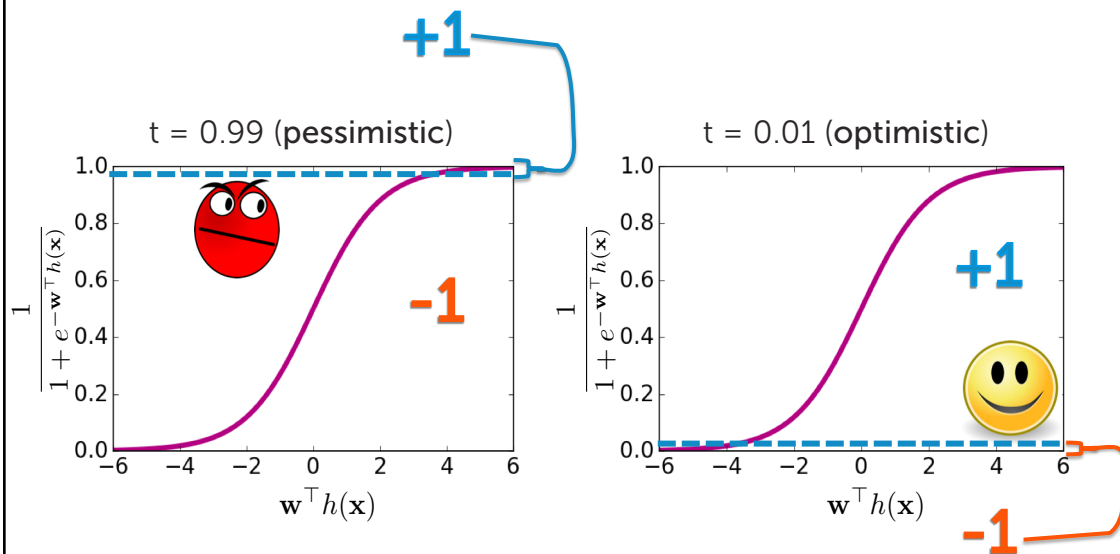 +1
t = 0.99 (pessimistic)
1.0
0.8
0.6
0.4
0.2
0.0
-6 -4 -2 0 2 4 6
1 / 1 + e^{−w^⊤ h(x)}
w^⊤ h(x)
-1
t = 0.01 (optimistic)
1.0
0.8
0.6
0.4
0.2
0.0
−6 −4 −2 0 2 4 6
1 / 1 + e^{−w^⊤ h(x)}
w^⊤ h(x)
+1
-1